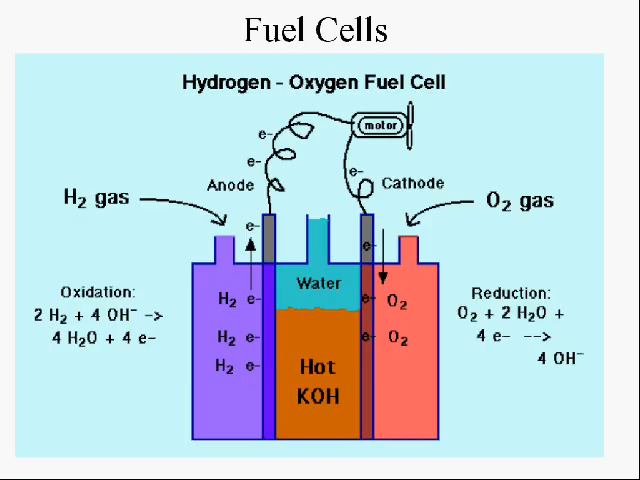 Fuel Cells
Hydrogen - Oxygen Fuel Cell
motor
e-
e-
e-
Anode
Cathode
H₂ gas
O₂ gas
e-
e-
Water
Oxidation:
2 H₂ + 4 OH⁻ ->
4 H₂O + 4 e-
H₂ e-
H₂ e-
H₂ e-
e- O₂
e- O₂
Hot
KOH
Reduction:
O₂ + 2 H₂O +
4 e- -->
4 OH⁻